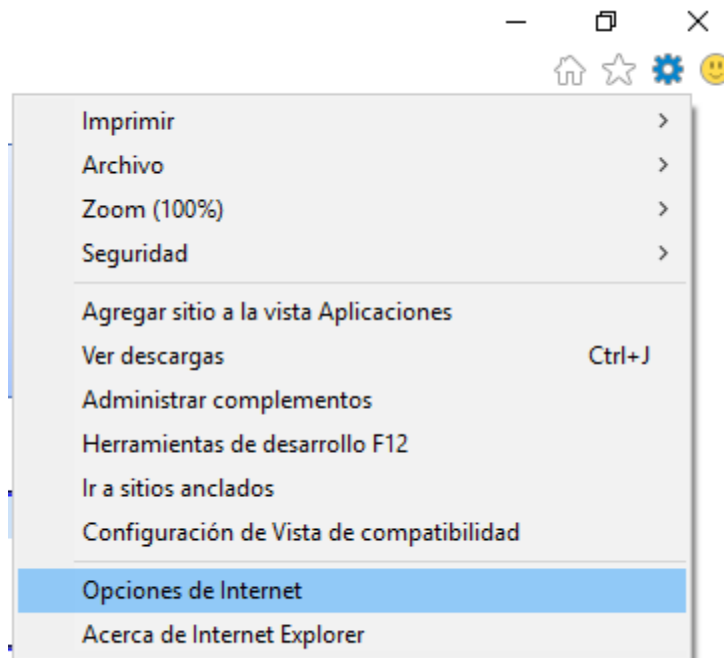 Imprimir
Archivo
Zoom (100%)
Seguridad
Agregar sitio a la vista Aplicaciones
Ver descargas Ctrl+J
Administrar complementos
Herramientas de desarrollo F12
Ir a sitios anclados
Configuración de Vista de compatibilidad
Opciones de Internet
Acerca de Internet Explorer